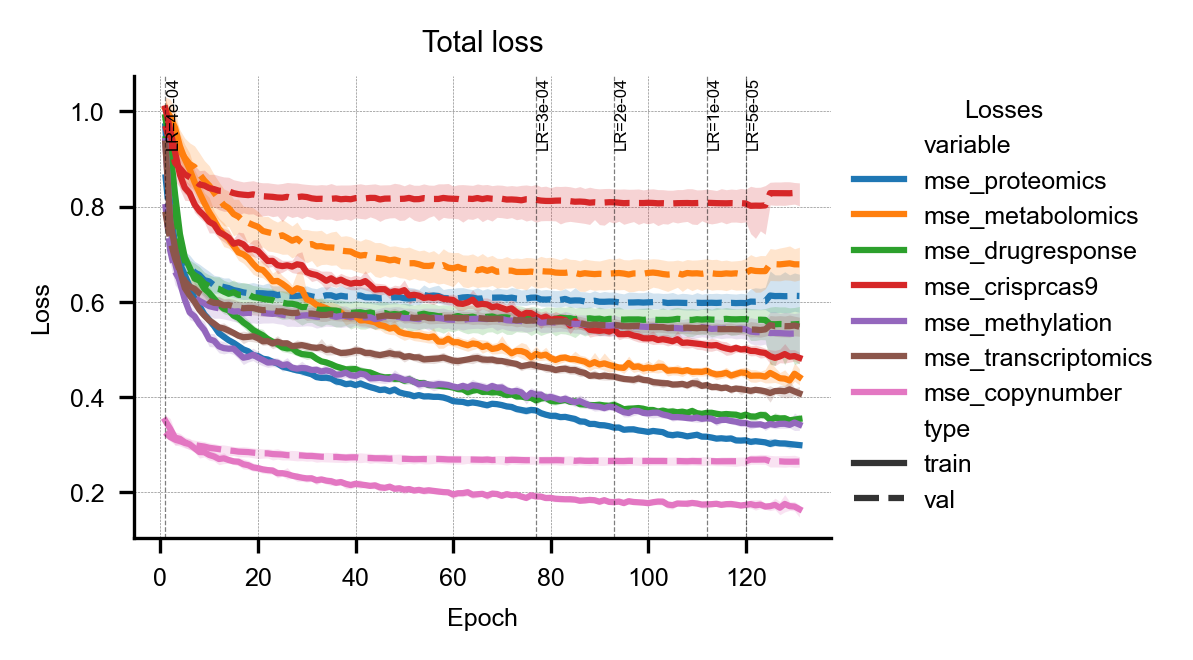 Total loss
LR=4e-04
LR=3e-04
LR=2e-04
LR=1e-04
LR=5e-05
1.0
0.8
0.6
0.4
0.2
Loss
0
20
40
60
80
100
120
Epoch
Losses
variable
mse_proteomics
mse_metabolomics
mse_drugresponse
mse_crisprcas9
mse_methylation
mse_transcriptomics
mse_copynumber
type
train
val